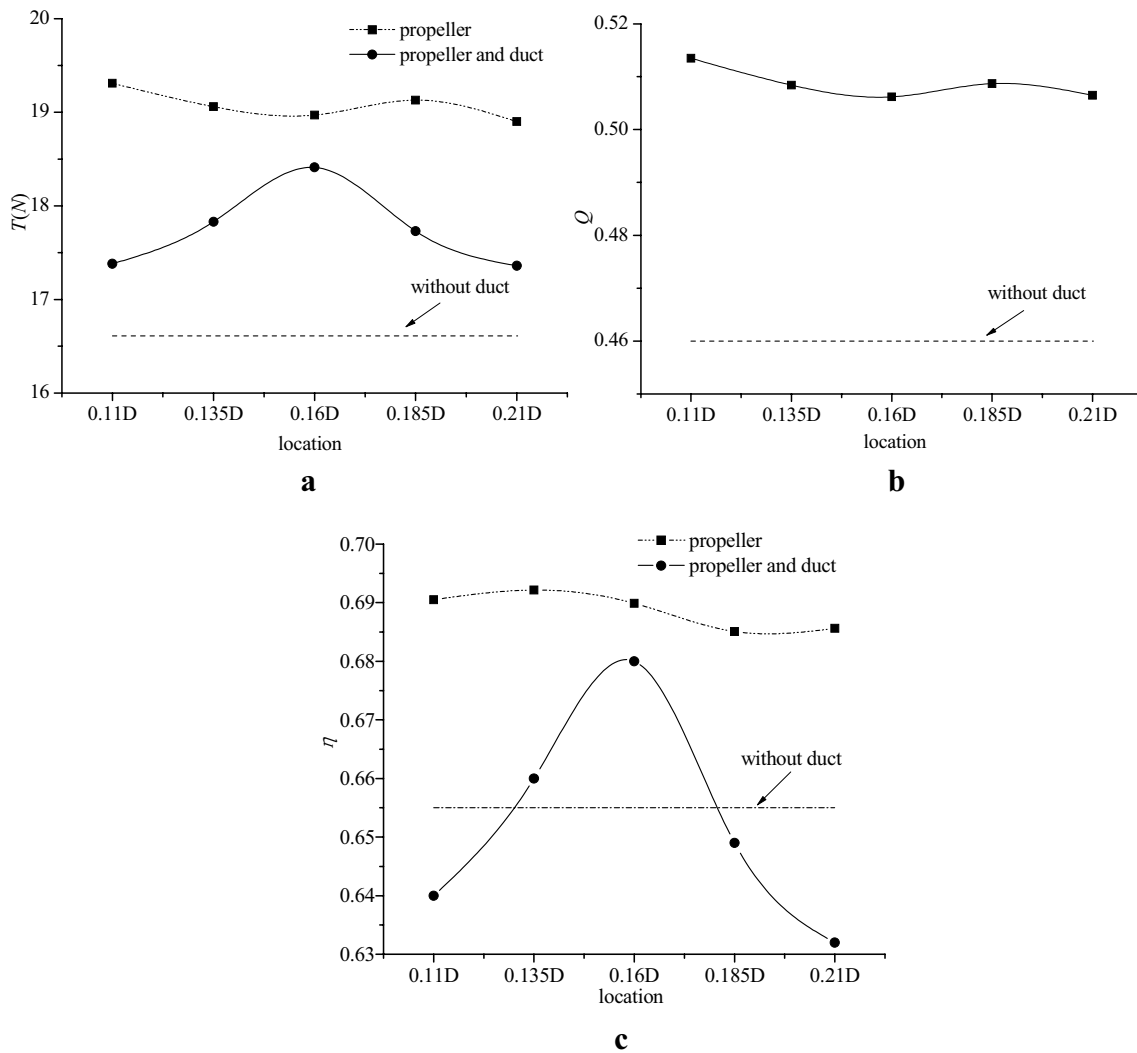 20
19
18
17
16
T(N)
propeller
propeller and duct
without duct
0.11D 0.135D 0.16D 0.185D 0.21D
location
a
0.52
0.50
0.48
0.46
Q
without duct
0.11D 0.135D 0.16D 0.185D 0.21D
location
b
0.70
0.69
0.68
0.67
0.66
0.65
0.64
0.63
η
propeller
propeller and duct
without duct
0.11D 0.135D 0.16D 0.185D 0.21D
location
c